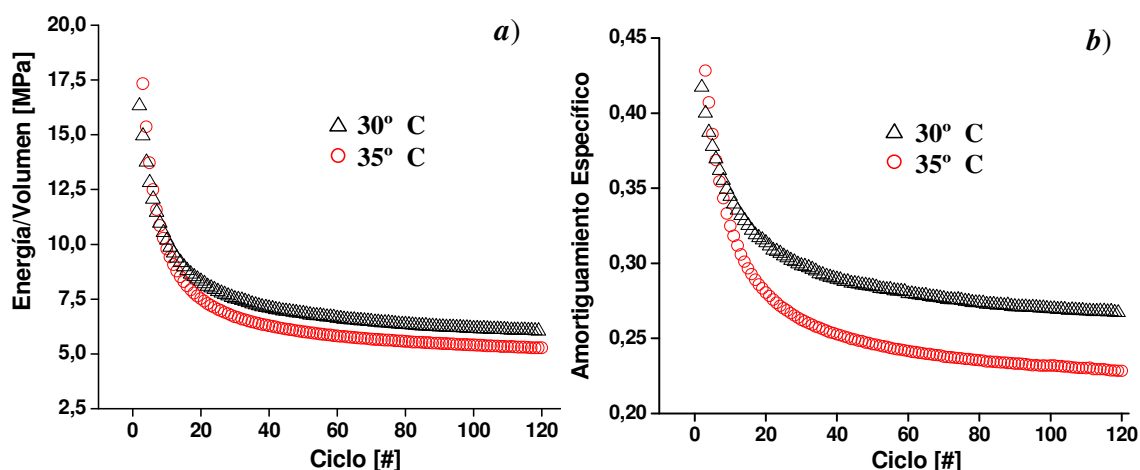 a)
20,0
17,5
15,0
12,5
10,0
7,5
5,0
2,5
Energía/Volumen [MPa]
30º C
35º C
0 20 40 60 80 100 120
Ciclo [#]
b)
0,45
0,40
0,35
0,30
0,25
0,20
Amortiguamiento Específico
30º C
35º C
0 20 40 60 80 100 120
Ciclo [#]